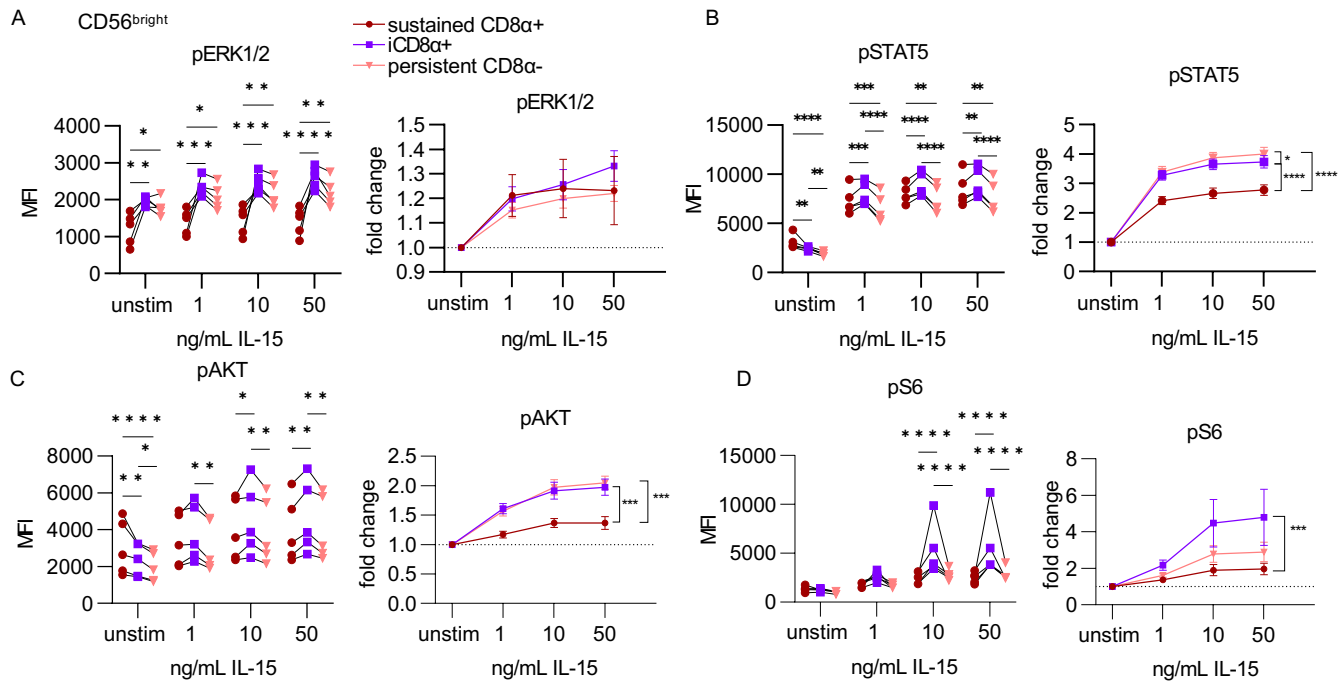 A
CD56bright
sustained CD8α+
iCD8α+
persistent CD8α-
pERK1/2
* *
*
* *
* * *
*
* * *
* *
* * * *
MFI
4000
3000
2000
1000
0
unstim 1 10 50
ng/mL IL-15
pERK1/2
fold change
1.5
1.4
1.3
1.2
1.1
1.0
0.9
unstim 1 10 50
ng/mL IL-15
B
pSTAT5
****
**
**
***
****
***
**
****
****
**
**
****
MFI
15000
10000
5000
0
unstim 1 10 50
ng/mL IL-15
pSTAT5
fold change
5
4
3
2
1
0
*
****
****
unstim 1 10 50
ng/mL IL-15
C
pAKT
* * * *
*
* *
* *
*
* *
* *
* *
MFI
8000
6000
4000
2000
0
unstim 1 10 50
ng/mL IL-15
pAKT
fold change
2.5
2.0
1.5
1.0
0.5
0.0
***
***
unstim 1 10 50
ng/mL IL-15
D
pS6
* * * *
* * * *
* * * *
* * * *
MFI
15000
10000
5000
0
unstim 1 10 50
ng/mL IL-15
pS6
fold change
8
6
4
2
0
***
unstim 1 10 50
ng/mL IL-15